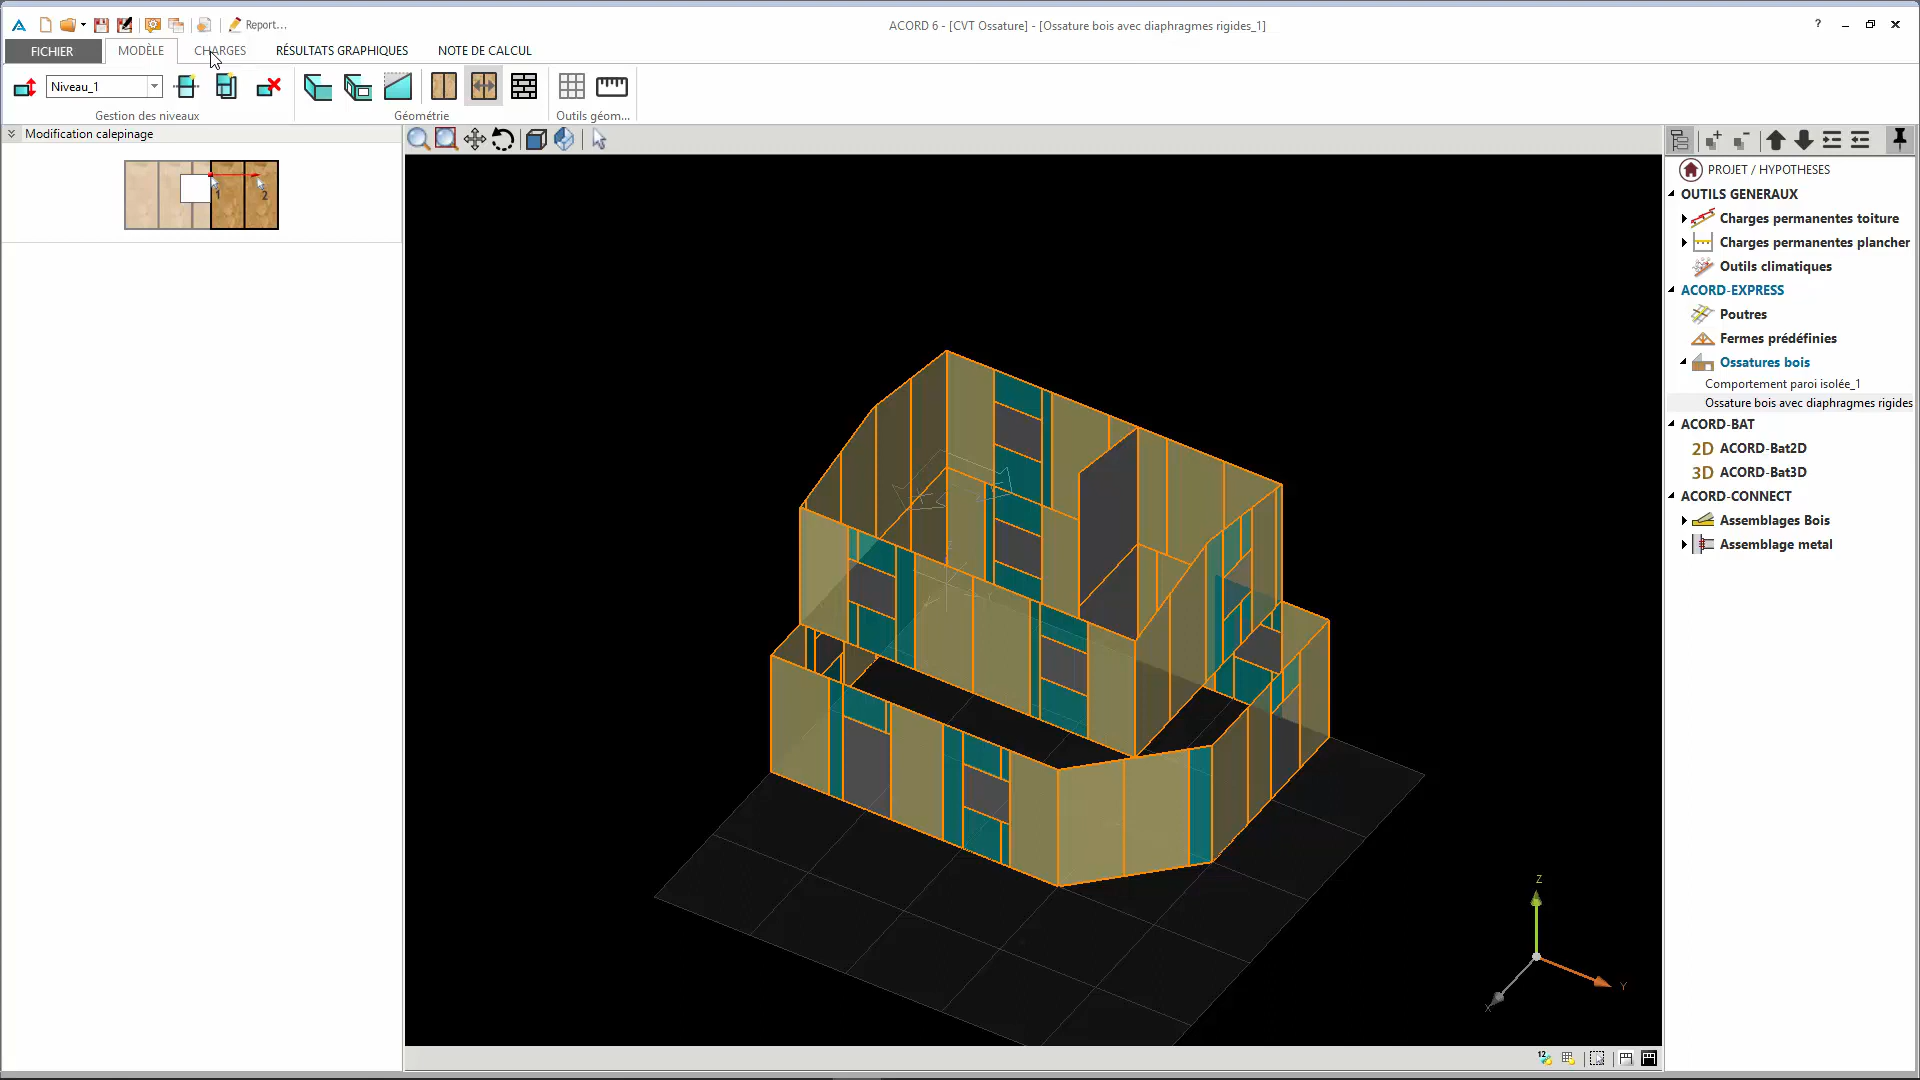 Report...
ACORD 6 - [CVT Ossature] - [Ossature bois avec diaphragmes rigides_1]
?
FICHIER
MODÈLE
CHARGES
RÉSULTATS GRAPHIQUES
NOTE DE CALCUL
Niveau_1
Gestion des niveaux
Géométrie
Outils géom...
Modification calepinage
1
2
PROJET / HYPOTHESES
OUTILS GENERAUX
Charges permanentes toiture
Charges permanentes plancher
Outils climatiques
ACORD-EXPRESS
Poutres
Fermes prédéfinies
Ossatures bois
Comportement paroi isolée_1
Ossature bois avec diaphragmes rigides
ACORD-BAT
2D ACORD-Bat2D
3D ACORD-Bat3D
ACORD-CONNECT
Assemblages Bois
Assemblage metal
Z
Y
X
12